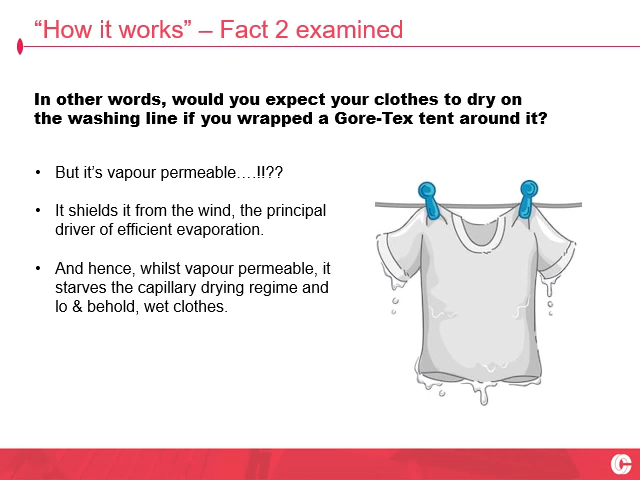 “How it works” – Fact 2 examined
In other words, would you expect your clothes to dry on
the washing line if you wrapped a Gore-Tex tent around it?
• But it’s vapour permeable….!!??
• It shields it from the wind, the principal
driver of efficient evaporation.
• And hence, whilst vapour permeable, it
starves the capillary drying regime and
lo & behold, wet clothes.